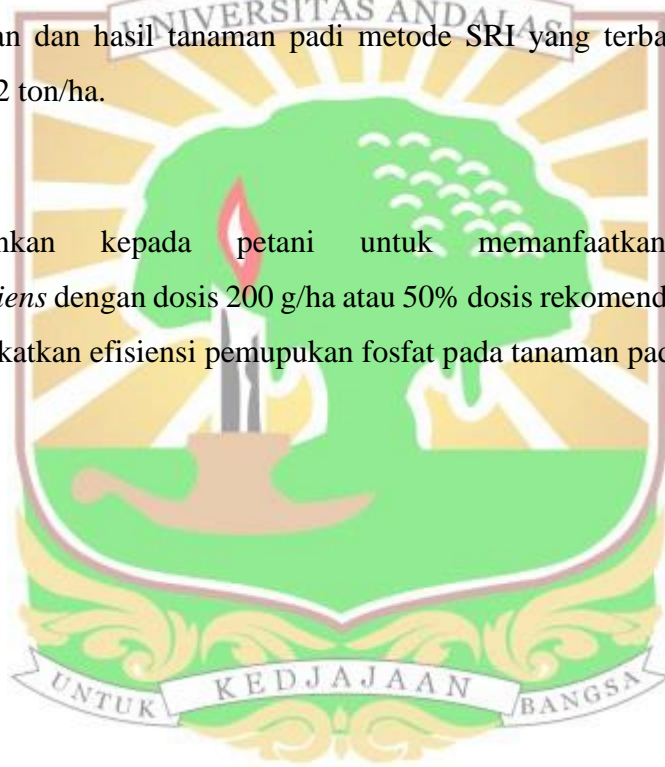 UNIVERSITAS ANDALAS
an dan hasil tanaman padi metode SRI yang terba
2 ton/ha.
nkan kepada petani untuk memanfaatkan
iens dengan dosis 200 g/ha atau 50% dosis rekomend
katkan efisiensi pemupukan fosfat pada tanaman pad
UNTUK KEDJAJAAN BANGSA